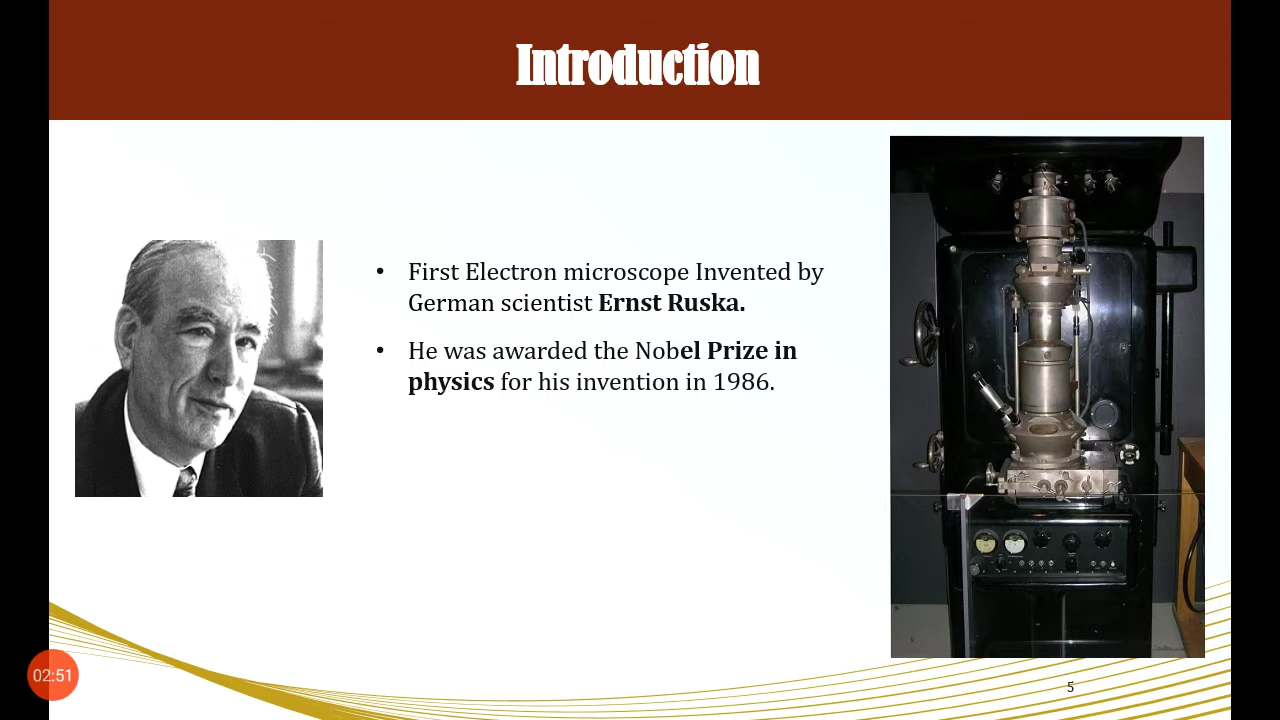 Introduction
• First Electron microscope Invented by
German scientist Ernst Ruska.
• He was awarded the Nobel Prize in
physics for his invention in 1986.
02:51
5